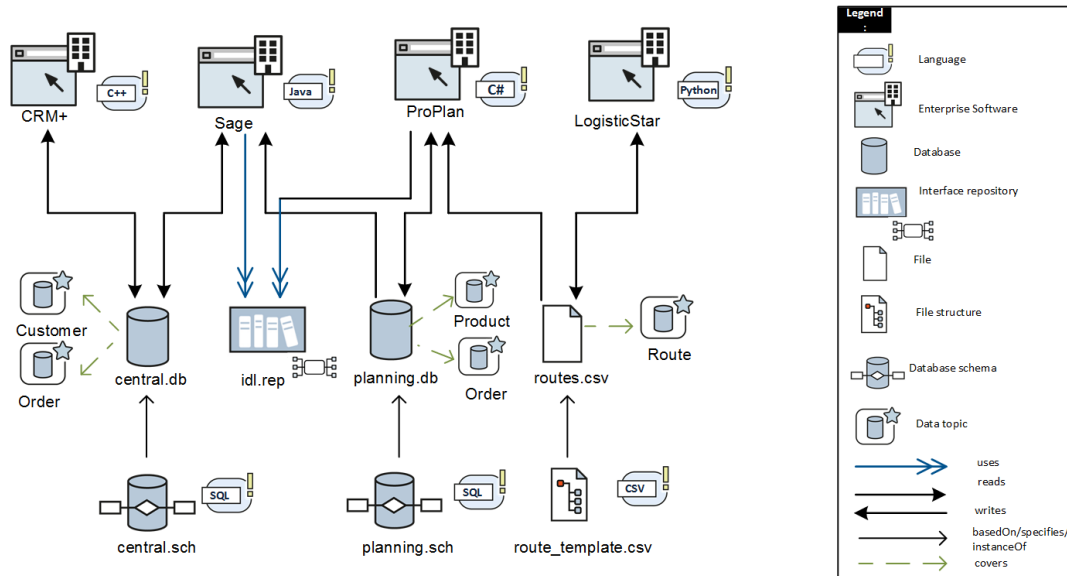 CRM+
C++
Sage
Java
ProPlan
C#
LogisticStar
Python
Customer
Order
central.db
idl.rep
planning.db
Product
Order
routes.csv
Route
central.sch
SQL
planning.sch
SQL
route_template.csv
CSV
Legend
:
Language
Enterprise Software
Database
Interface repository
File
File structure
Database schema
Data topic
uses
reads
writes
basedOn/specifies/
instanceOf
covers